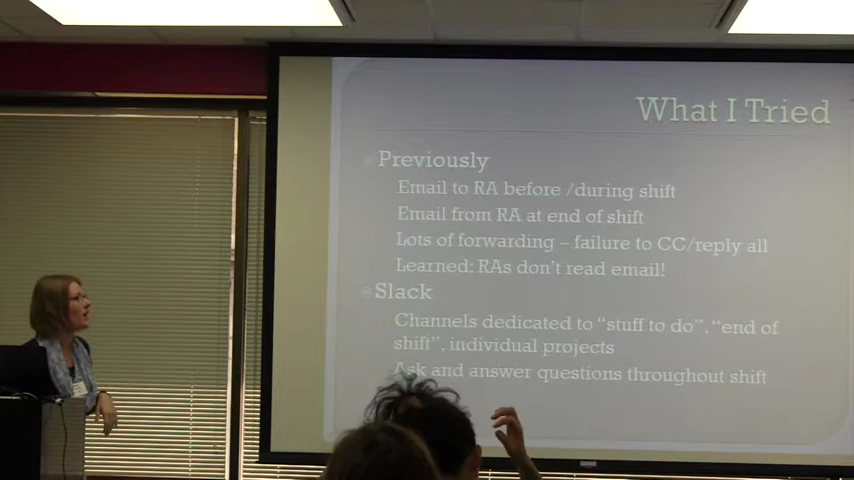 What I Tried
Previously
Email to RA before /during shift
Email from RA at end of shift
Lots of forwarding – failure to CC/reply all
Learned: RAs don't read email!
Slack
Channels dedicated to “stuff to do”, “end of
shift”, individual projects
Ask and answer questions throughout shift